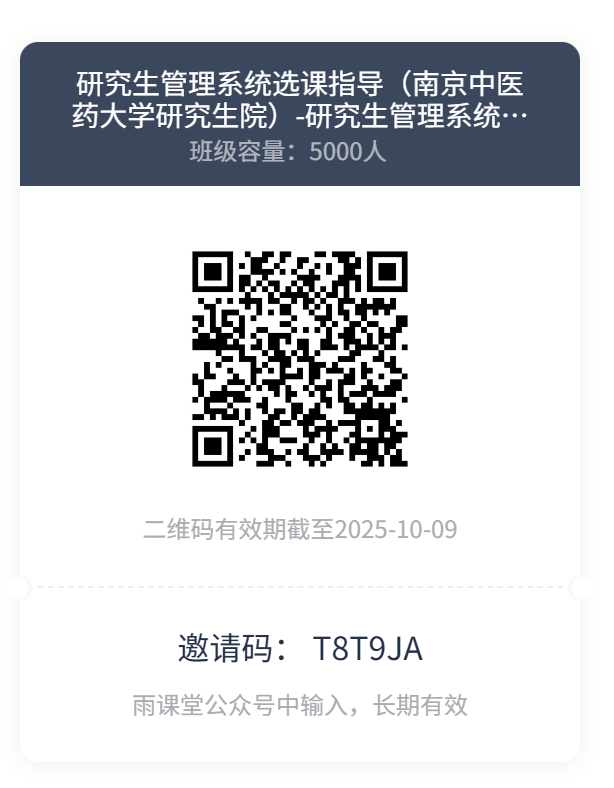 研究生管理系统选课指导（南京中医
药大学研究生院）-研究生管理系统…
班级容量：5000人
二维码有效期截至2025-10-09
邀请码： T8T9JA
雨课堂公众号中输入，长期有效